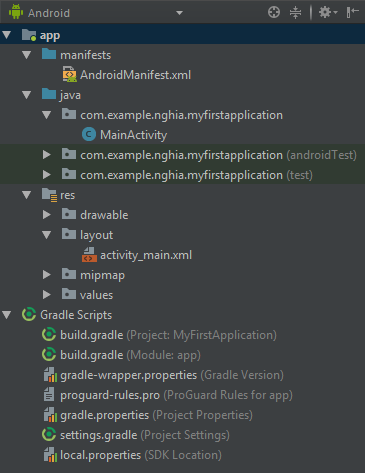 Android
app
manifests
AndroidManifest.xml
java
com.example.nghia.myfirstapplication
MainActivity
com.example.nghia.myfirstapplication (androidTest)
com.example.nghia.myfirstapplication (test)
res
drawable
layout
activity_main.xml
mipmap
values
Gradle Scripts
build.gradle (Project: MyFirstApplication)
build.gradle (Module: app)
gradle-wrapper.properties (Gradle Version)
proguard-rules.pro (ProGuard Rules for app)
gradle.properties (Project Properties)
settings.gradle (Project Settings)
local.properties (SDK Location)